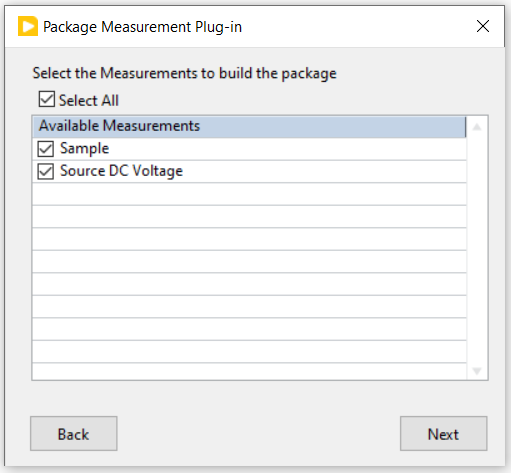 Package Measurement Plug-in
Select the Measurements to build the package
Select All
Available Measurements
Sample
Source DC Voltage
Back
Next